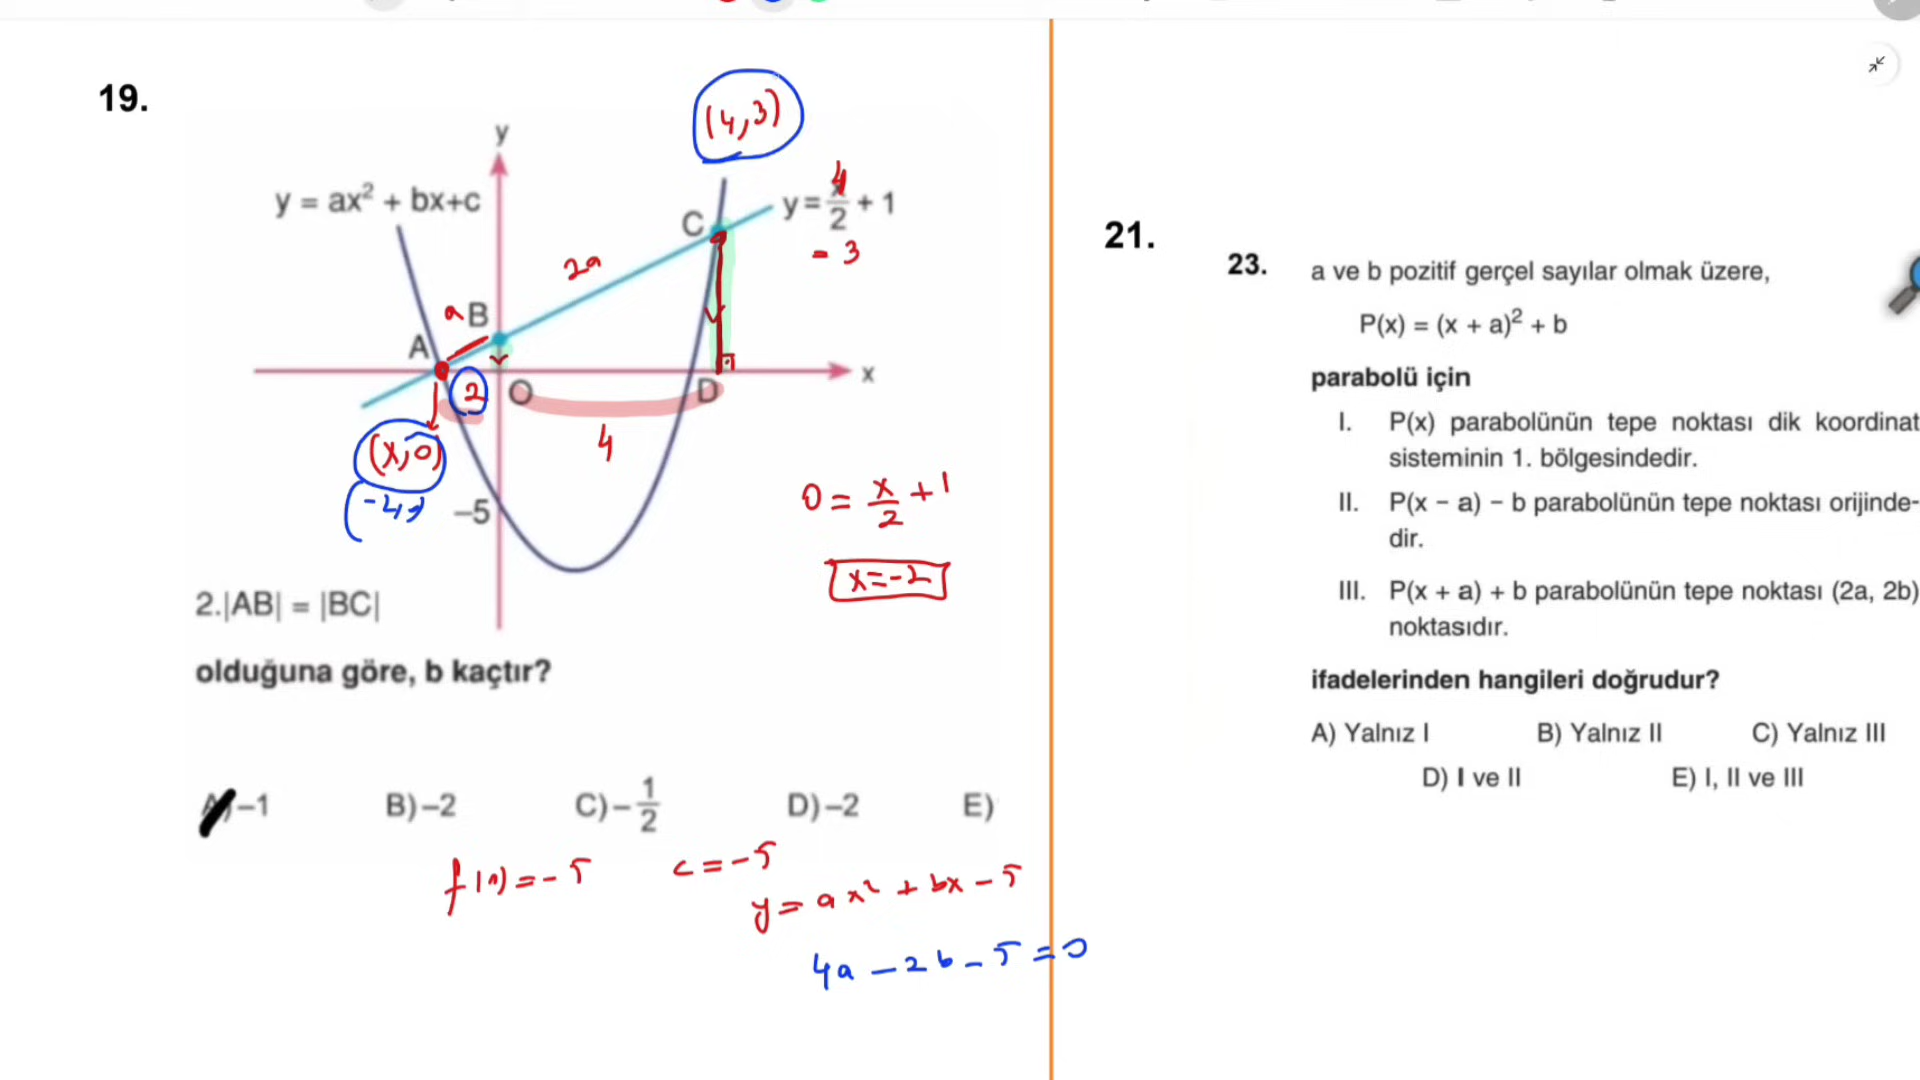 19.
(4,3)
y
y = ax² + bx+c
y = 4/2 + 1
= 3
C
2a
a
B
A
x
2
O
D
4
(x,0)
(-2,
-5
0 = x/2 + 1
x=-2
2.|AB| = |BC|
olduğuna göre, b kaçtır?
A) -1 B) -2 C) -1/2 D) -2 E)
f(0)=-5 c=-5
y= ax² + bx - 5
4a - 2b - 5 = 0
21.
23. a ve b pozitif gerçel sayılar olmak üzere,
P(x) = (x + a)² + b
parabolü için
I. P(x) parabolünün tepe noktası dik koordinat
sisteminin 1. bölgesindedir.
II. P(x − a) − b parabolünün tepe noktası orijinde-
dir.
III. P(x + a) + b parabolünün tepe noktası (2a, 2b)
noktasıdır.
ifadelerinden hangileri doğrudur?
A) Yalnız I B) Yalnız II C) Yalnız III
D) I ve II E) I, II ve III